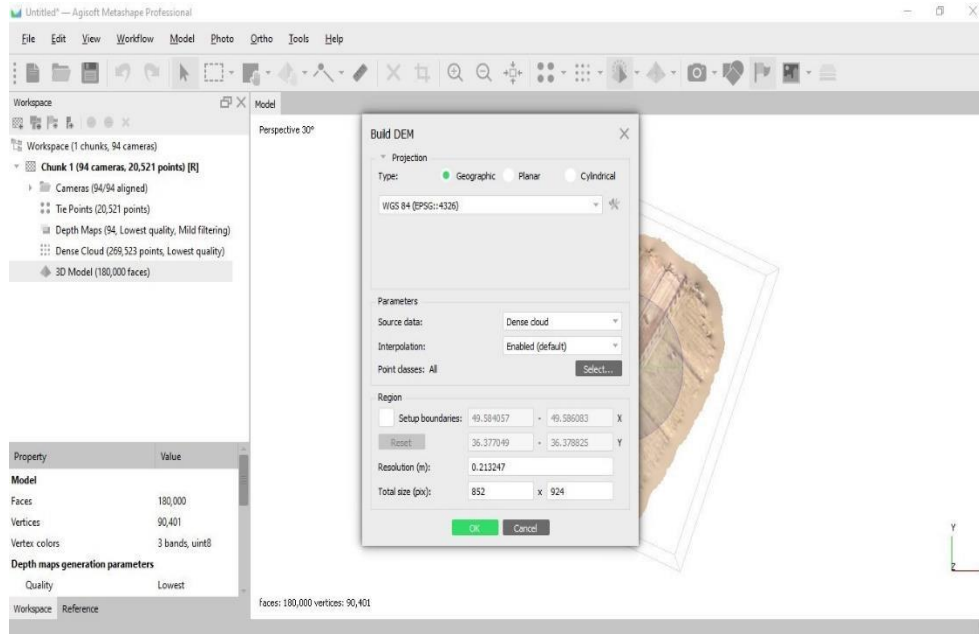 Untitled* — Agisoft Metashape Professional
File Edit View Workflow Model Photo Ortho Tools Help
Workspace
Workspace (1 chunks, 94 cameras)
Chunk 1 (94 cameras, 20,521 points) [R]
Cameras (94/94 aligned)
Tie Points (20,521 points)
Depth Maps (94, Lowest quality, Mild filtering)
Dense Cloud (269,523 points, Lowest quality)
3D Model (180,000 faces)
Property Value
Model
Faces 180,000
Vertices 90,401
Vertex colors 3 bands, uint8
Depth maps generation parameters
Quality Lowest
Workspace Reference
Model
Perspective 30°
Build DEM
Projection
Type: Geographic Planar Cylindrical
WGS 84 (EPSG::4326)
Parameters
Source data: Dense cloud
Interpolation: Enabled (default)
Point classes: All Select...
Region
Setup boundaries: 49.584057 - 49.586083 X
Reset 36.377049 - 36.378825 Y
Resolution (m): 0.213247
Total size (pix): 852 x 924
OK Cancel
faces: 180,000 vertices: 90,401
Y
Z